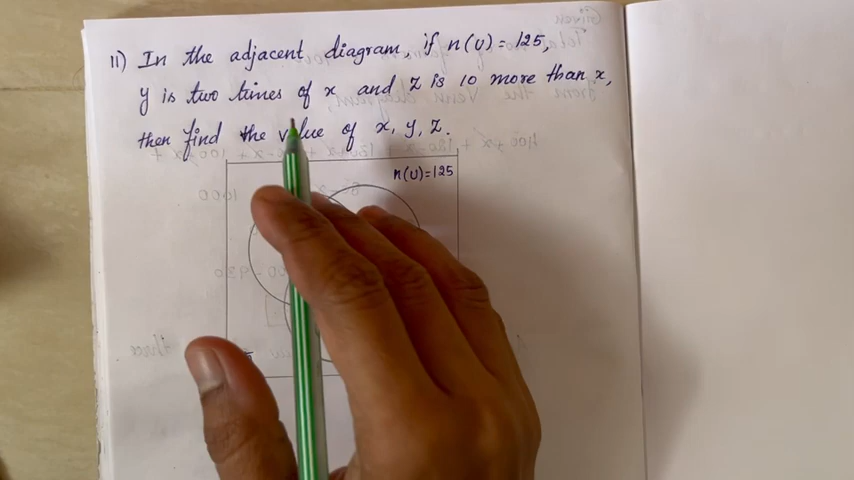 11) In the adjacent diagram, if n(U) = 125,
y is two times of x and z is 10 more than x,
then find the value of x, y, z.
n(U)=125